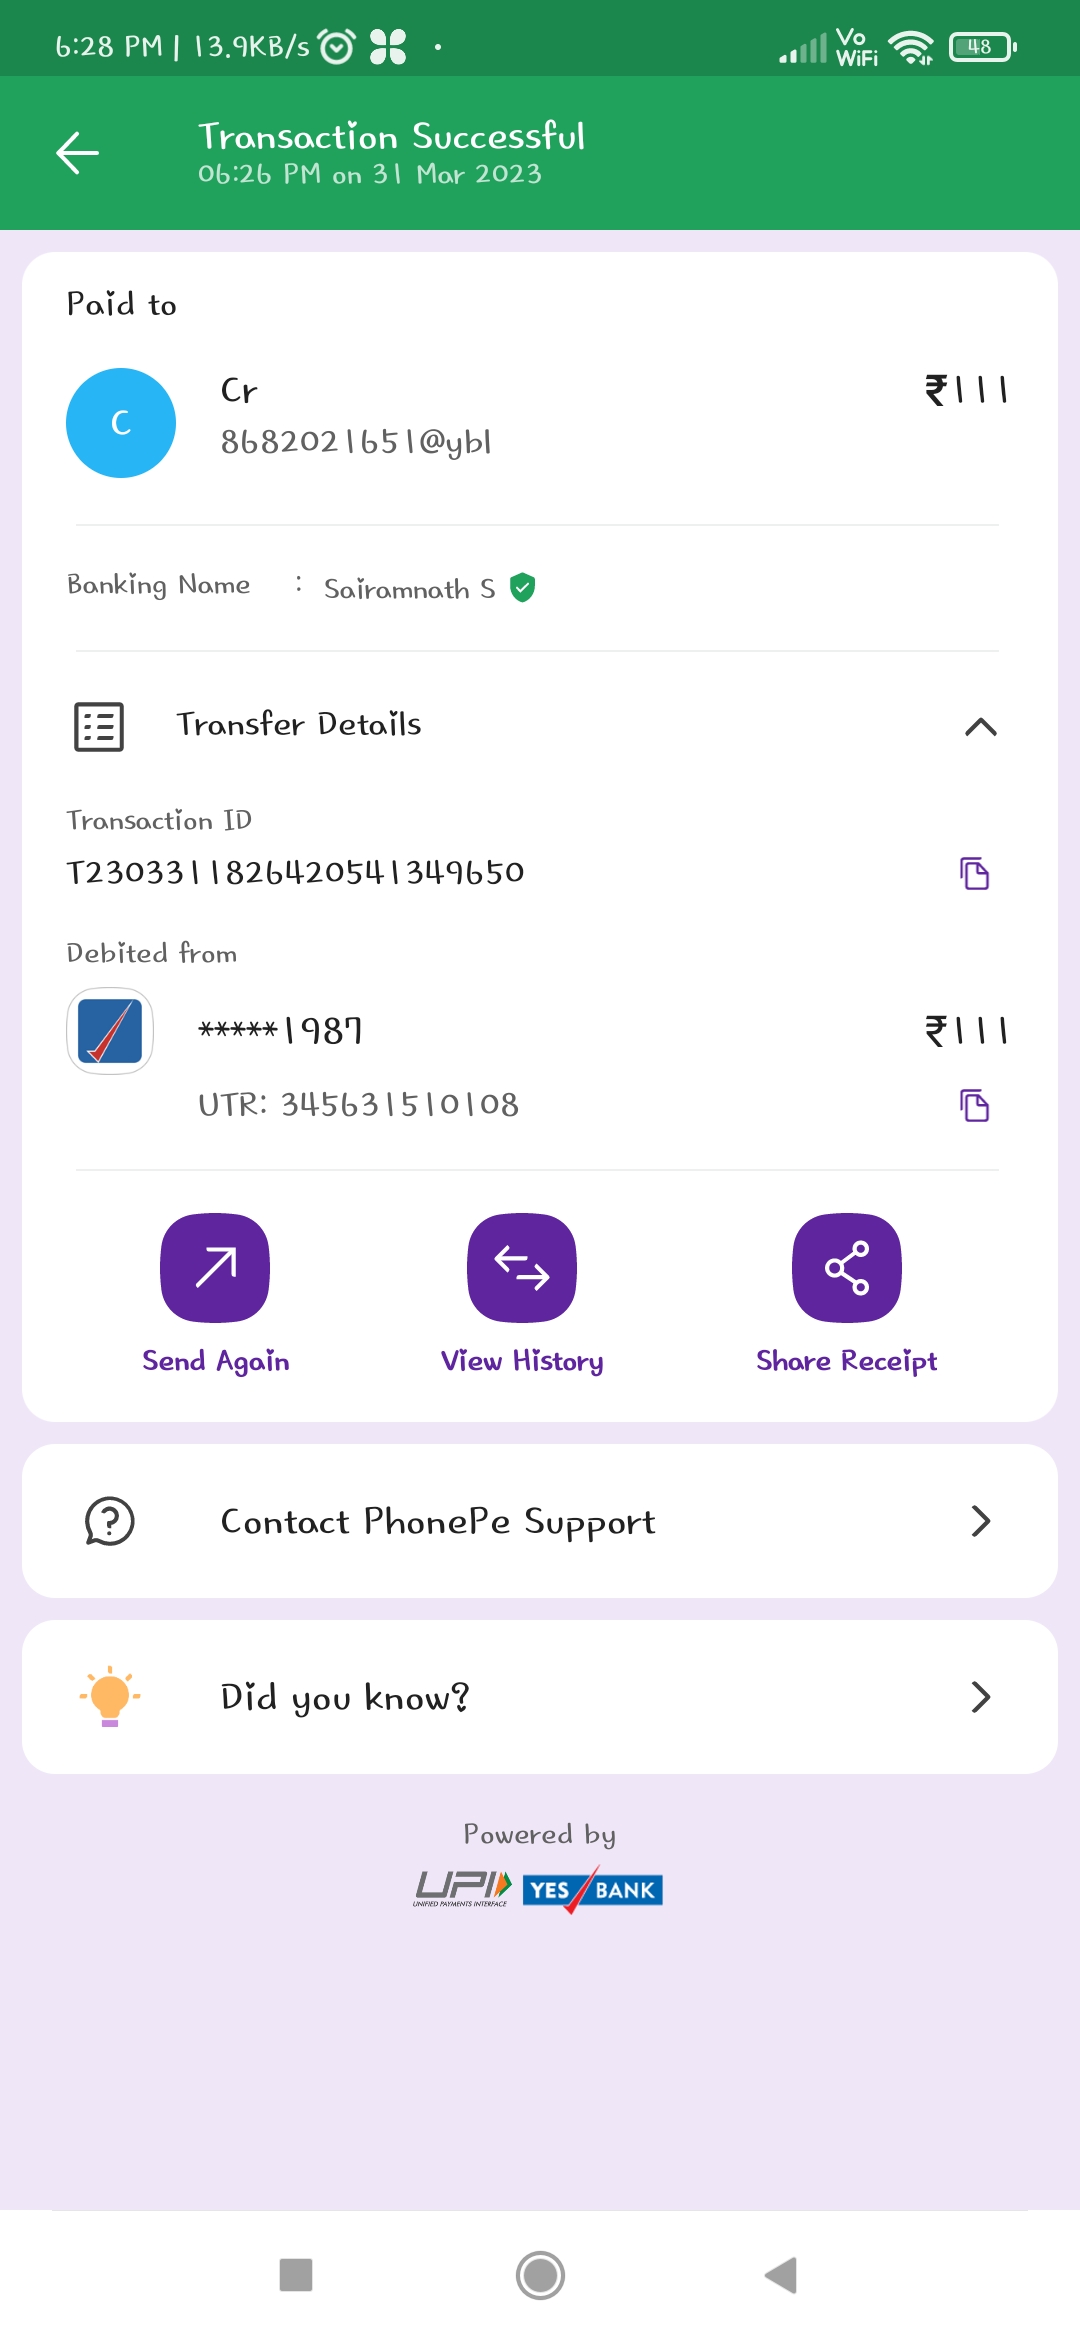 6:28 PM | 13.9KB/s
Vo
WiFi
48
Transaction Successful
06:26 PM on 31 Mar 2023
Paid to
C
Cr
₹111
8682021651@ybl
Banking Name : Sairamnath S
Transfer Details
Transaction ID
T2303311826420541349650
Debited from
*****1987
₹111
UTR: 345631510108
Send Again
View History
Share Receipt
Contact PhonePe Support
Did you know?
Powered by
UPI
UNIFIED PAYMENTS INTERFACE
YES BANK